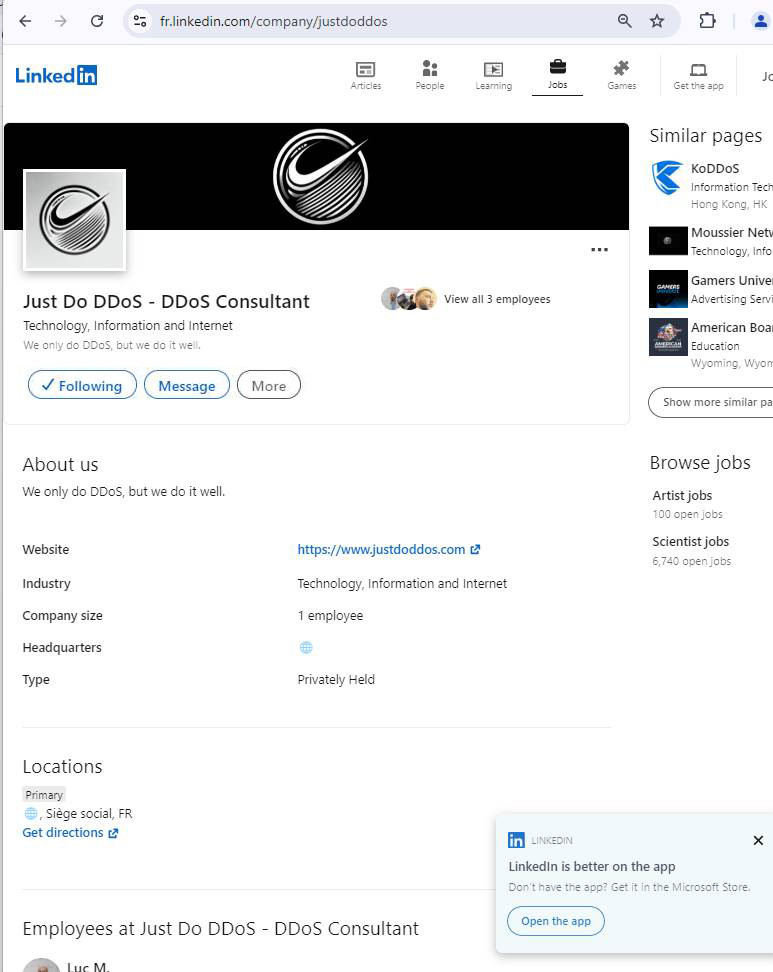 fr.linkedin.com/company/justdoddos
LinkedIn
Articles
People
Learning
Jobs
Games
Get the app
Similar pages
KoDDoS
Information Tech
Hong Kong, HK
Moussier Netw
Technology, Info
Gamers Univer
Advertising Servi
American Boar
Education
Wyoming, Wyom
Show more similar pa
Just Do DDoS - DDoS Consultant
View all 3 employees
Technology, Information and Internet
We only do DDoS, but we do it well.
Following
Message
More
About us
We only do DDoS, but we do it well.
Website
https://www.justdoddos.com
Industry
Technology, Information and Internet
Company size
1 employee
Headquarters
Type
Privately Held
Browse jobs
Artist jobs
100 open jobs
Scientist jobs
6,740 open jobs
Locations
Primary
, Siège social, FR
Get directions
LINKEDIN
LinkedIn is better on the app
Don't have the app? Get it in the Microsoft Store.
Open the app
Employees at Just Do DDoS - DDoS Consultant
Luc M.